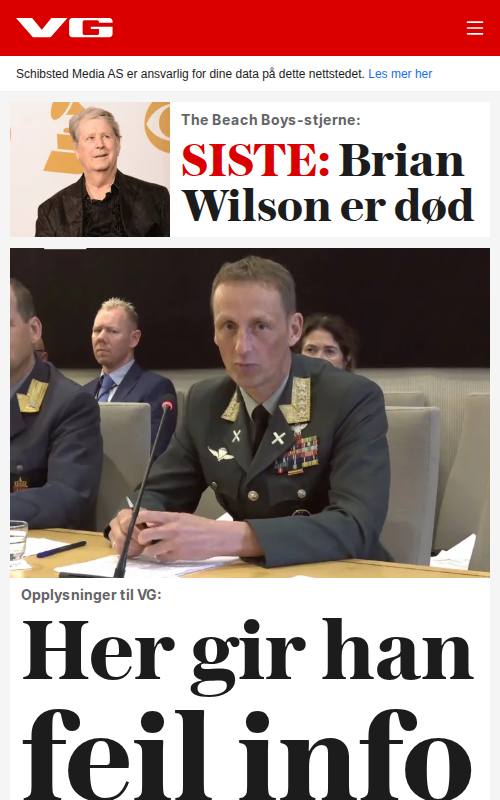 VG
Schibsted Media AS er ansvarlig for dine data på dette nettstedet. Les mer her
The Beach Boys-stjerne:
SISTE: Brian
Wilson er død
Opplysninger til VG:
Her gir han
feil info